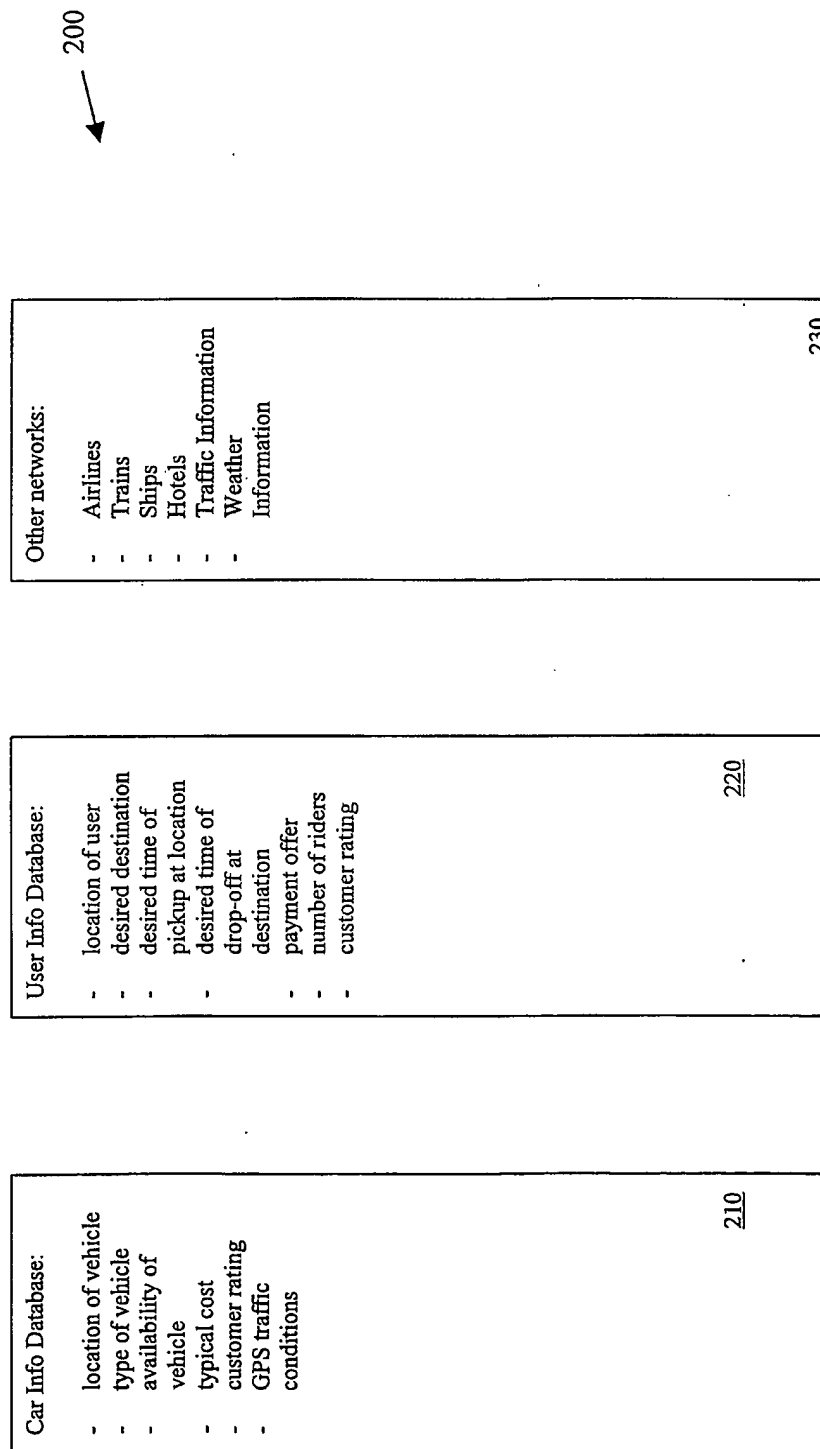 200
Car Info Database:
- location of vehicle
- type of vehicle
- availability of
vehicle
- typical cost
- customer rating
- GPS traffic
conditions
210
User Info Database:
- location of user
- desired destination
- desired time of
pickup at location
- desired time of
drop-off at
destination
- payment offer
- number of riders
- customer rating
220
Other networks:
- Airlines
- Trains
- Ships
- Hotels
- Traffic Information
- Weather
Information
230